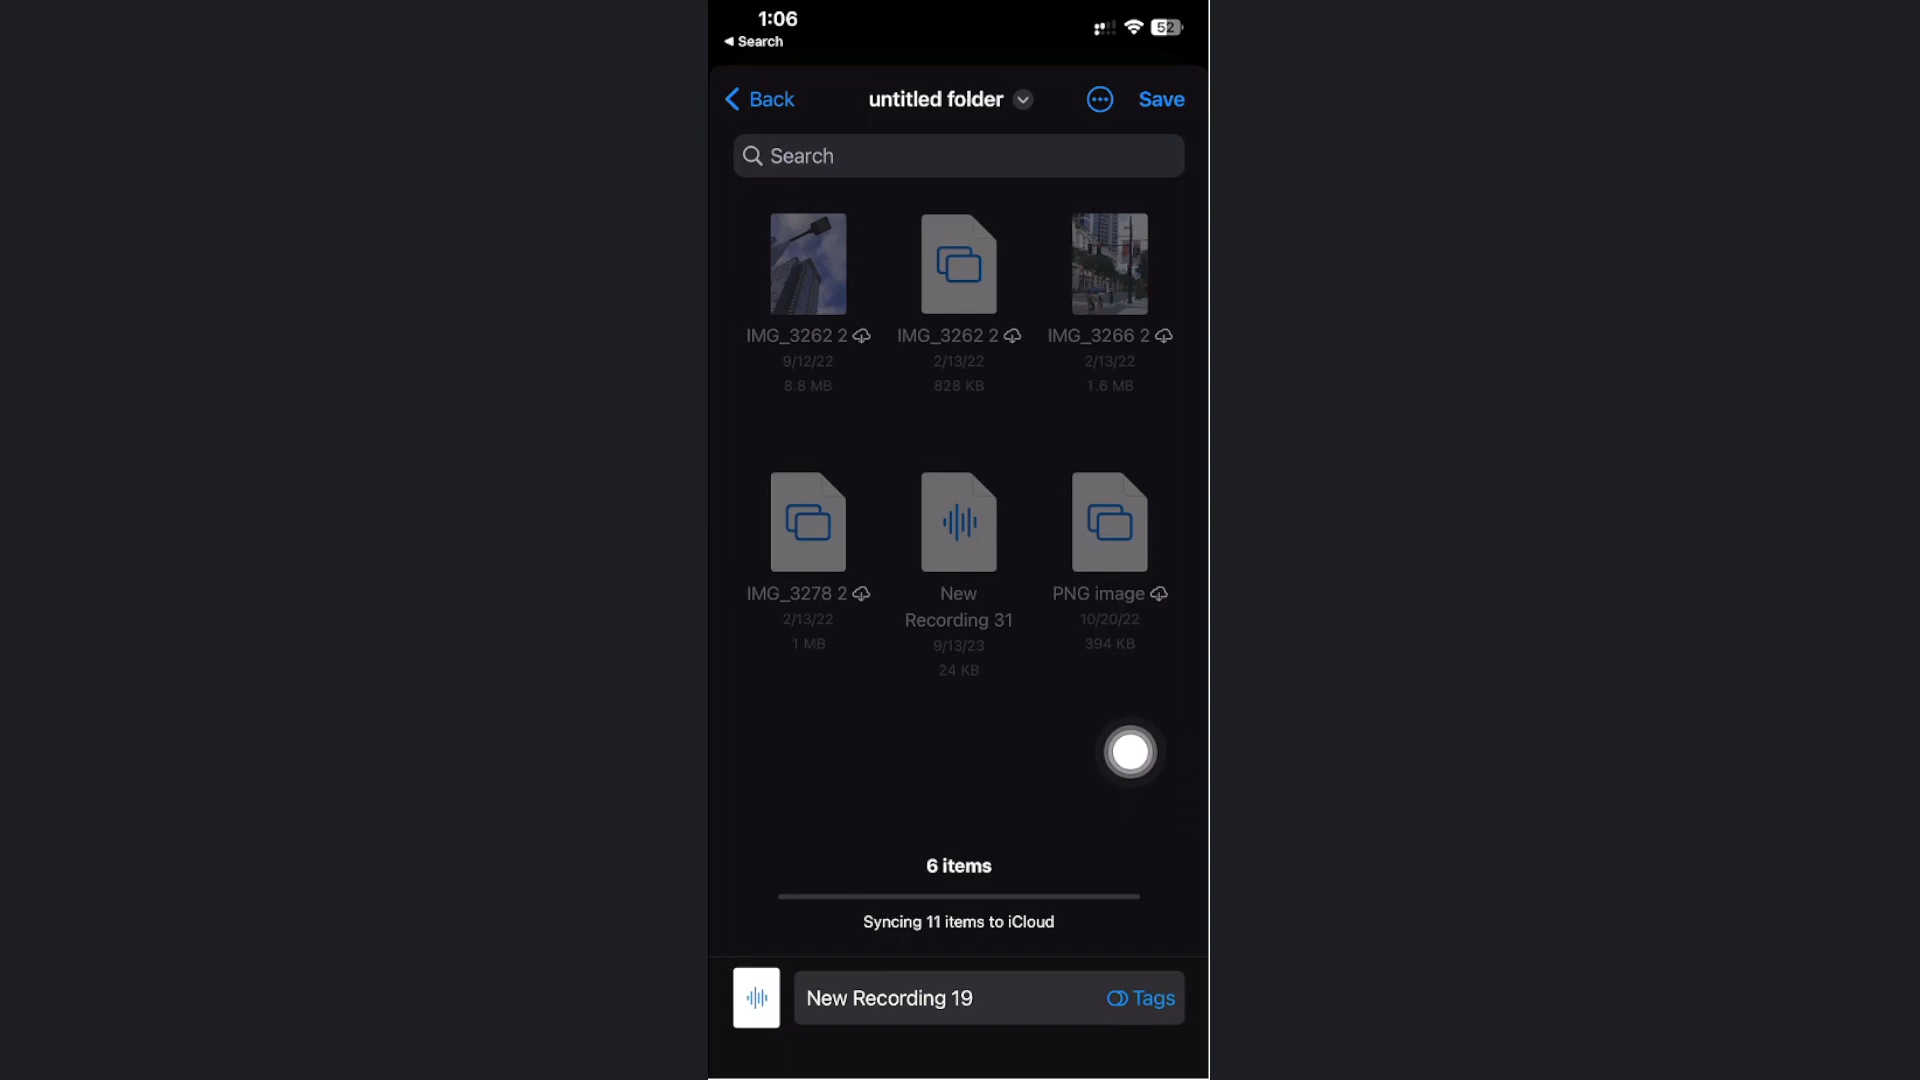 1:06
52
◀ Search
Back
untitled folder
Save
Search
IMG_3262 2
9/12/22
8.8 MB
IMG_3262 2
2/13/22
828 KB
IMG_3266 2
2/13/22
1.6 MB
IMG_3278 2
2/13/22
1 MB
New
Recording 31
9/13/23
24 KB
PNG image
10/20/22
394 KB
6 items
Syncing 11 items to iCloud
New Recording 19
Tags